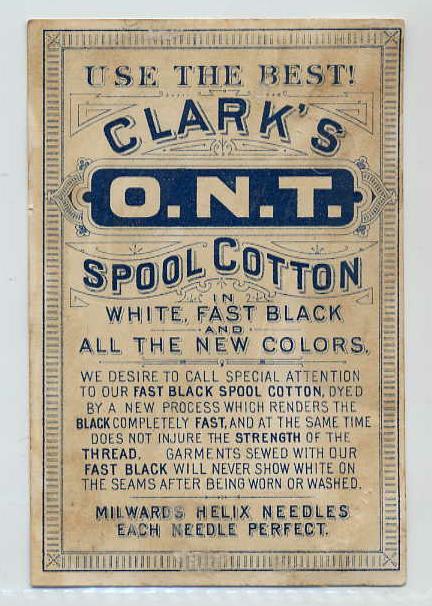 USE THE BEST!
CLARK'S
O.N.T.
SPOOL COTTON
IN
WHITE, FAST BLACK
AND
ALL THE NEW COLORS.
WE DESIRE TO CALL SPECIAL ATTENTION
TO OUR FAST BLACK SPOOL COTTON, DYED
BY A NEW PROCESS WHICH RENDERS THE
BLACK COMPLETELY FAST, AND AT THE SAME TIME
DOES NOT INJURE THE STRENGTH OF THE
THREAD. GARMENTS SEWED WITH OUR
FAST BLACK WILL NEVER SHOW WHITE ON
THE SEAMS AFTER BEING WORN OR WASHED.
MILWARDS HELIX NEEDLES
EACH NEEDLE PERFECT.